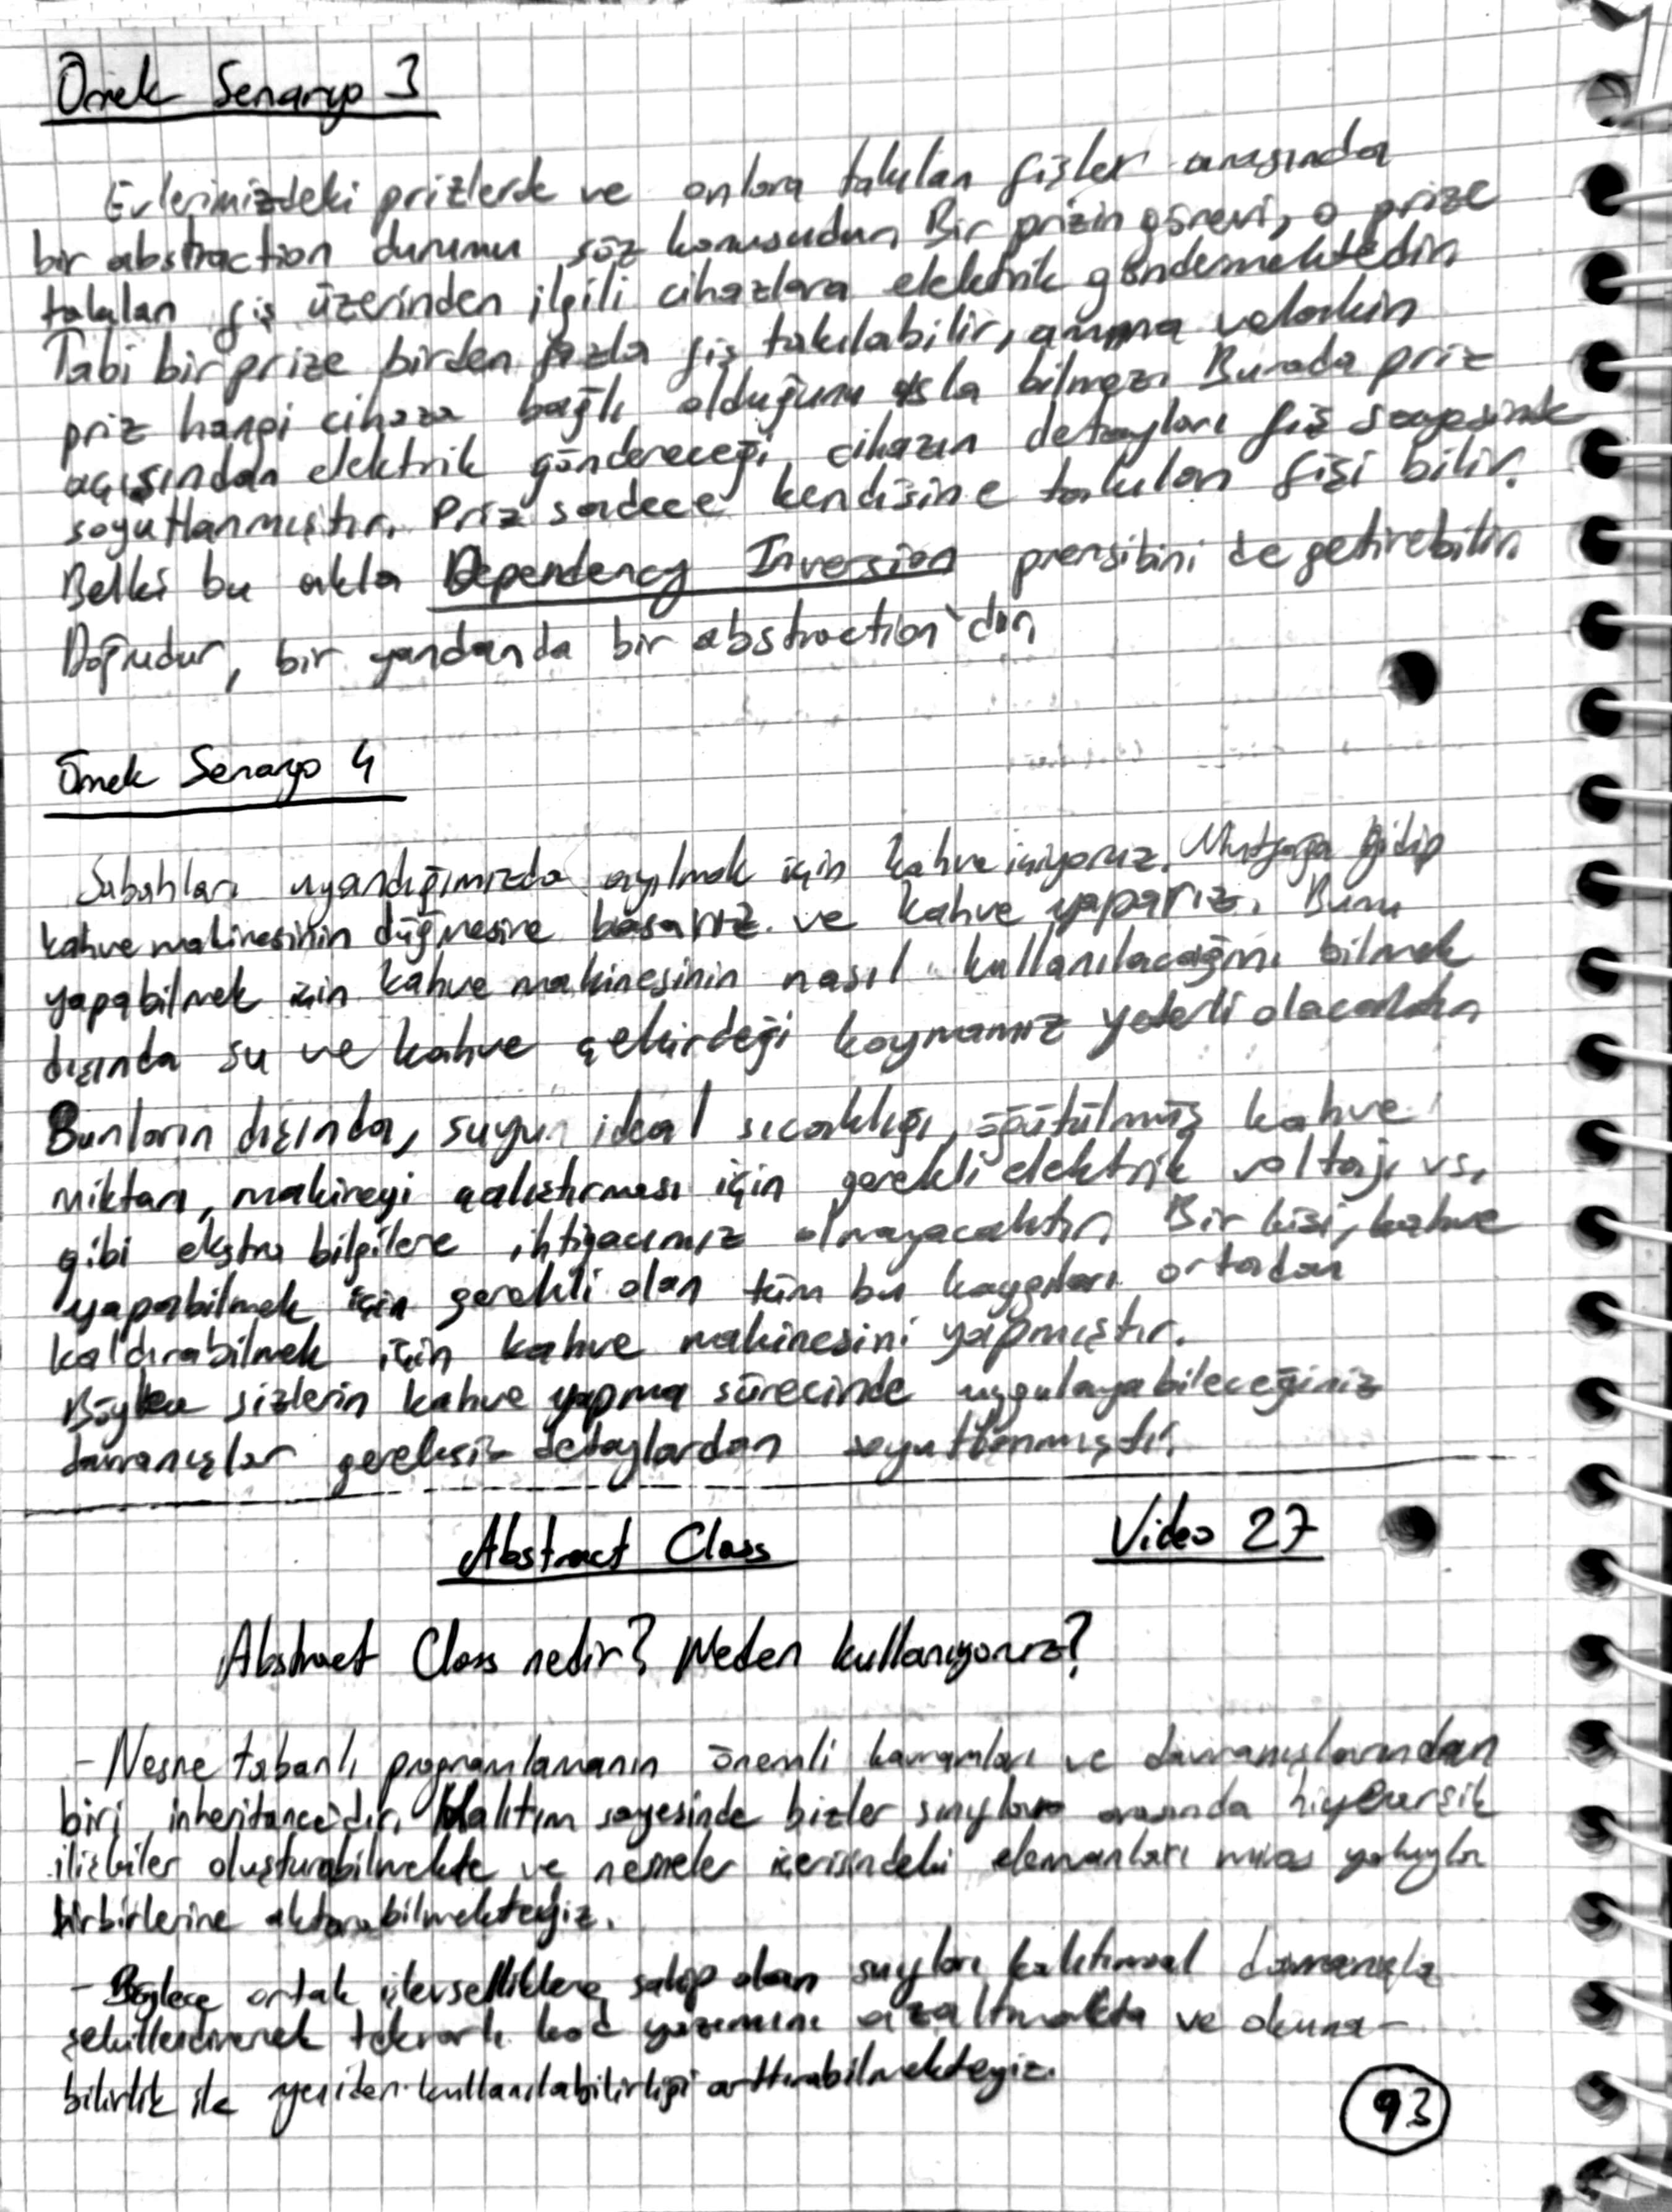 Örnek Senaryo 3
Evlerimizdeki prizlerde ve onlara takılan fişler arasında
bir abstraction durumu söz konusudur. Bir prizin görevi, o prize
takılan fiş üzerinden ilgili cihazlara elektrik göndermektedir.
Tabi bir prize birden fazla fiş takılabilir, amma velakin
priz hangi cihaza bağlı olduğunu asla bilmez. Burada priz
açısından elektrik göndereceği cihazın detayları fiş sayesinde
soyutlanmıştır. Priz sadece kendisine takılan fişi bilir.
Belki bu akla Dependency Inversion prensibini de getirebilir.
Doğrudur, bir yandanda bir abstraction'dır.
Örnek Senaryo 4
Sabahları uyandığımızda ayılmak için kahve içiyoruz. Mutfağa gidip
kahve makinesinin düğmesine basarız ve kahve yaparız. Bunu
yapabilmek için kahve makinesinin nasıl kullanılacağını bilmek
dışında su ve kahve çekirdeği koymamız yeterli olacaktır.
Bunların dışında, suyun ideal sıcaklığı, öğütülmüş kahve
miktarı, makineyi çalıştırması için gerekli elektrik voltajı vs.
gibi ekstra bilgilere ihtiyacımız olmayacaktır. Bir kişi, kahve
yapabilmek için gerekli olan tüm bu kaygıları ortadan
kaldırabilmek için kahve makinesini yapmıştır.
Böylece sizlerin kahve yapma sürecinde uygulayabileceğiniz
davranışlar gereksiz detaylardan soyutlanmıştır.
Abstract Class Video 27
Abstract Class nedir? Neden kullanıyoruz?
- Nesne tabanlı programlamanın önemli kavramları ve davranışlarından
biri inheritance'dır. Kalıtım sayesinde bizler sınıflar arasında hiyerarşik
ilişkiler oluşturabilmekte ve nesneler içerisindeki elemanları miras yoluyla
birbirlerine aktarabilmekteyiz.
- Böylece ortak işlevselliklere sahip olan sınıfları kalıtımsal davranışla
şekillendirerek tekrarlı kod yazımını azaltmakta ve okuna-
bilirlik ile yeniden kullanılabilirliği arttırabilmekteyiz.
93